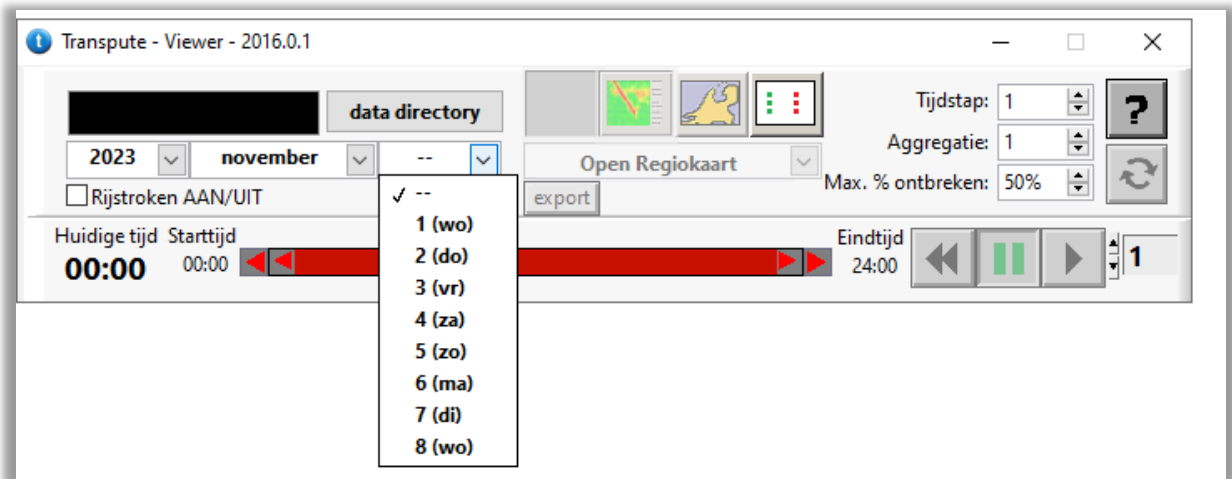 Transpute - Viewer - 2016.0.1
data directory
2023 november --
Rijstroken AAN/UIT
Open Regiokaart
export
Tijdstap: 1
Aggregatie: 1
Max. % ontbreken: 50%
?
✓ --
1 (wo)
2 (do)
3 (vr)
4 (za)
5 (zo)
6 (ma)
7 (di)
8 (wo)
Huidige tijd Starttijd
00:00 00:00
Eindtijd
24:00
1